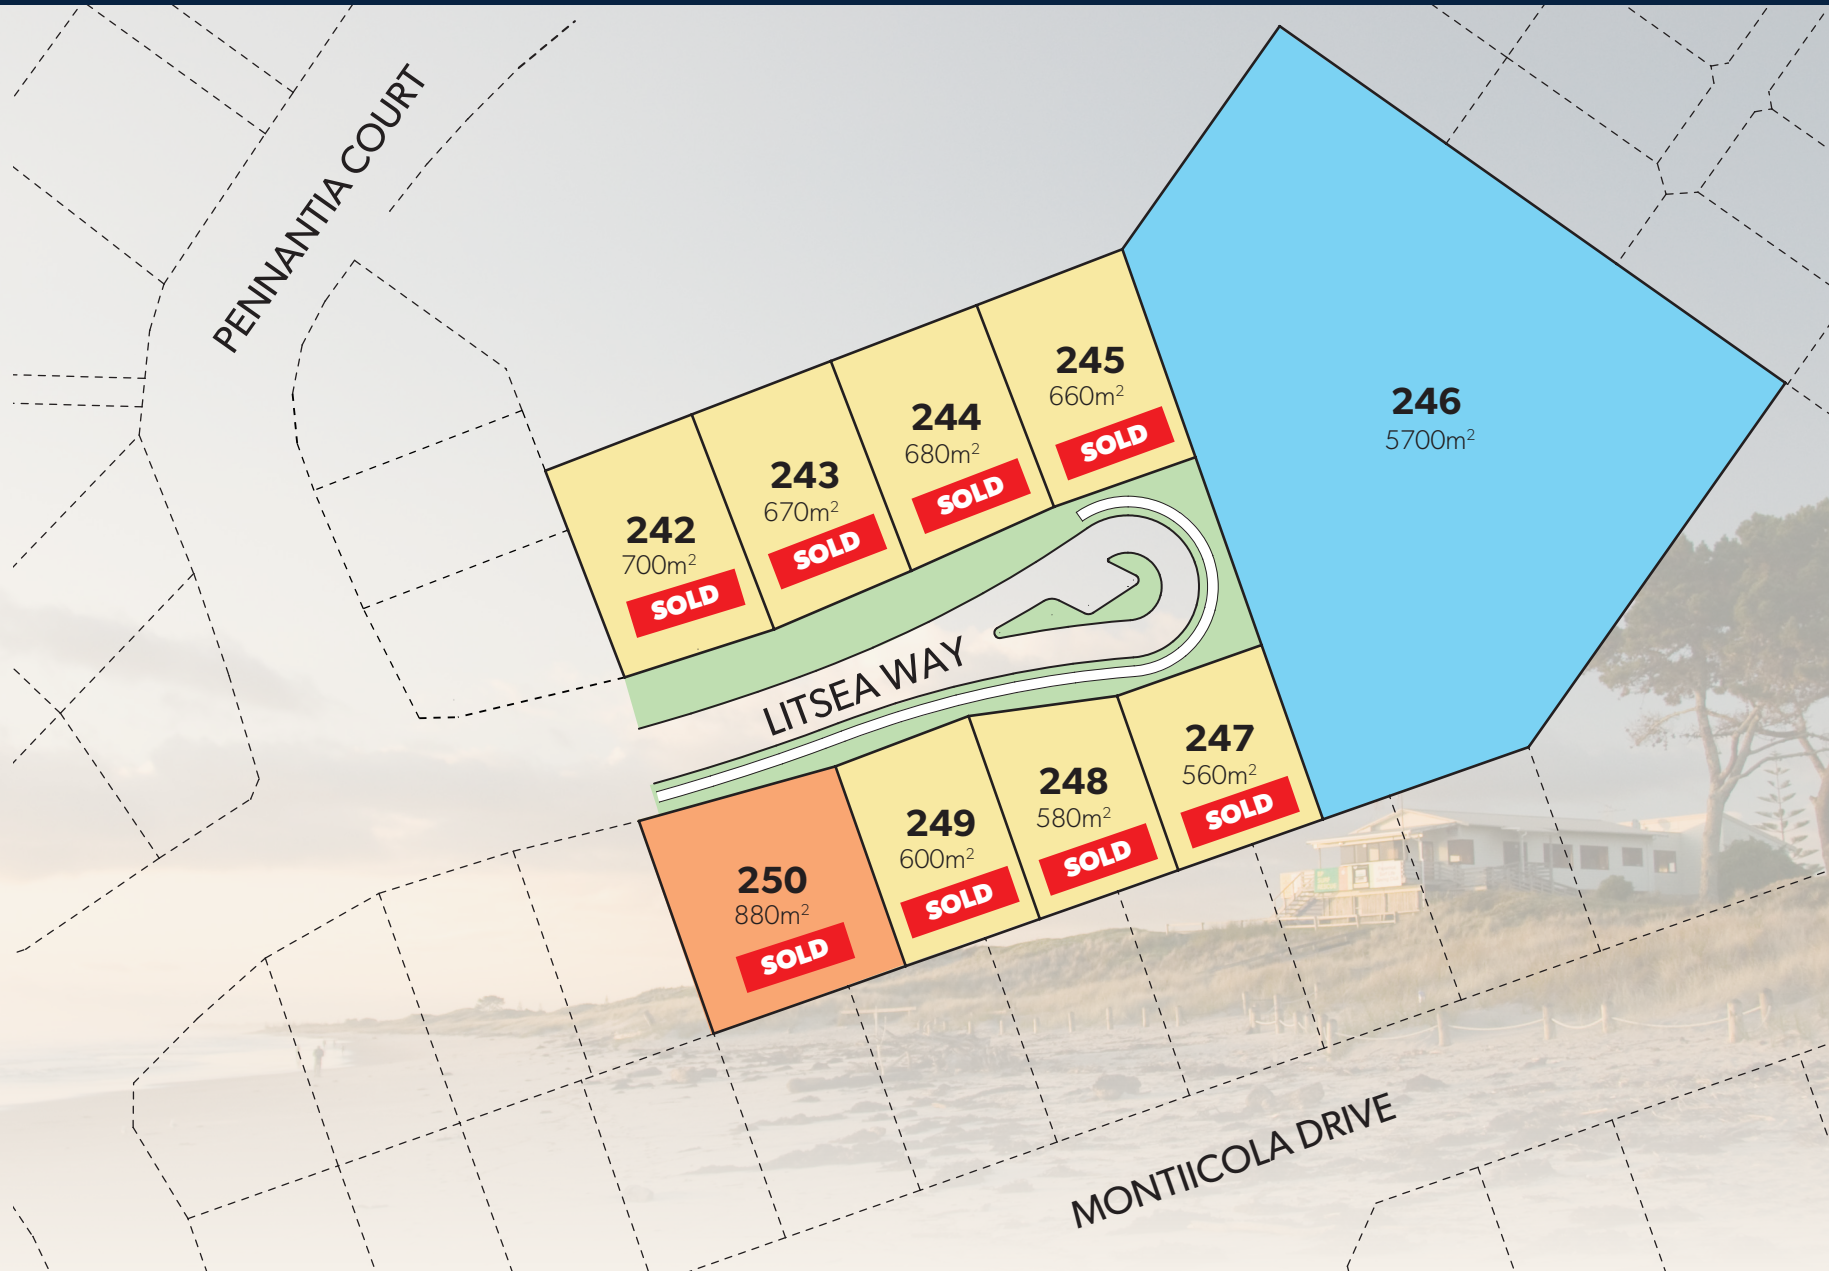 PENNANTIA COURT
245
660m²
SOLD
246
5700m²
244
680m²
SOLD
243
670m²
SOLD
242
700m²
SOLD
LITSEA WAY
247
560m²
SOLD
248
580m²
SOLD
249
600m²
SOLD
250
880m²
SOLD
MONTIICOLA DRIVE